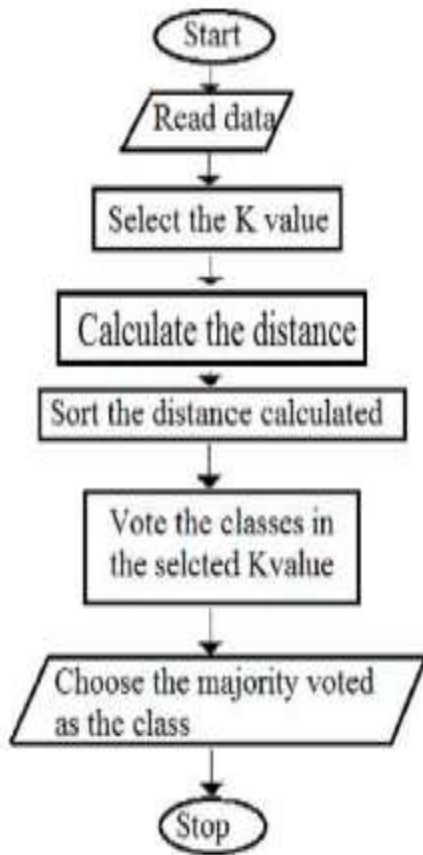 Start
Read data
Select the K value
Calculate the distance
Sort the distance calculated
Vote the classes in
the selcted Kvalue
Choose the majority voted
as the class
Stop